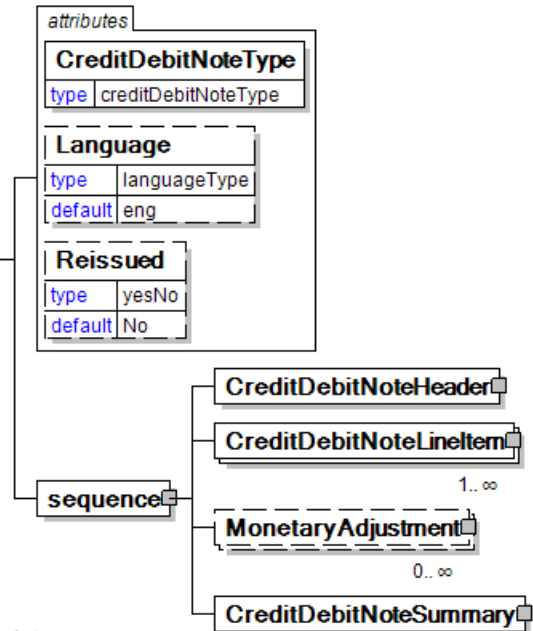 attributes
CreditDebitNoteType
type creditDebitNoteType
Language
type languageType
default eng
Reissued
type yesNo
default No
CreditDebitNoteHeader
CreditDebitNoteLineItem
1..∞
sequence
MonetaryAdjustment
0..∞
CreditDebitNoteSummary